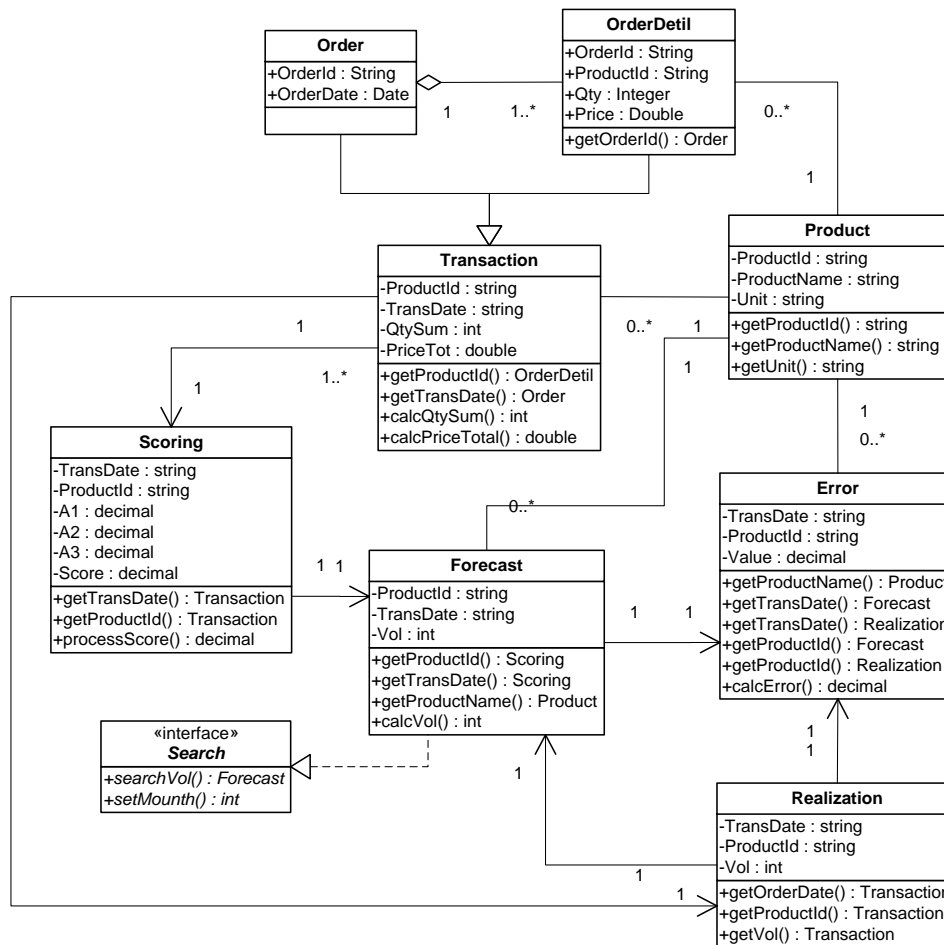 Order
+OrderId : String
+OrderDate : Date
OrderDetil
+OrderId : String
+ProductId : String
+Qty : Integer
+Price : Double
+getOrderId() : Order
1
1..*
0..*
1
Product
-ProductId : string
-ProductName : string
-Unit : string
+getProductId() : string
+getProductName() : string
+getUnit() : string
Transaction
-ProductId : string
-TransDate : string
-QtySum : int
-PriceTot : double
+getProductId() : OrderDetil
+getTransDate() : Order
+calcQtySum() : int
+calcPriceTotal() : double
1
0..*
1
1..*
1
1
1
0..*
Scoring
-TransDate : string
-ProductId : string
-A1 : decimal
-A2 : decimal
-A3 : decimal
-Score : decimal
+getTransDate() : Transaction
+getProductId() : Transaction
+processScore() : decimal
0..*
Error
-TransDate : string
-ProductId : string
-Value : decimal
+getProductName() : Product
+getTransDate() : Forecast
+getTransDate() : Realization
+getProductId() : Forecast
+getProductId() : Realization
+calcError() : decimal
1
1
Forecast
-ProductId : string
-TransDate : string
-Vol : int
+getProductId() : Scoring
+getTransDate() : Scoring
+getProductName() : Product
+calcVol() : int
1
1
«interface»
Search
+searchVol() : Forecast
+setMounth() : int
1
1
1
1
1
Realization
-TransDate : string
-ProductId : string
-Vol : int
+getOrderDate() : Transaction
+getProductId() : Transaction
+getVol() : Transaction